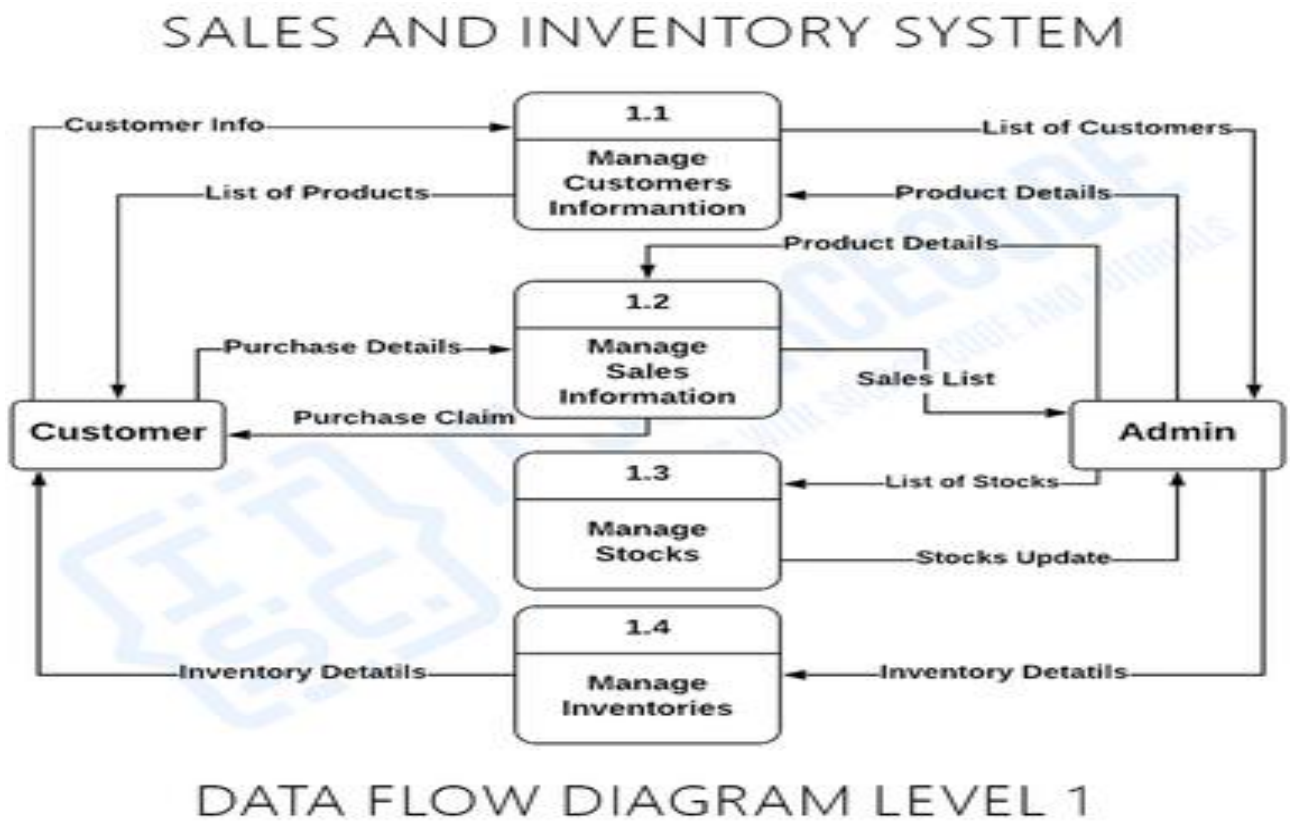 SALES AND INVENTORY SYSTEM
1.1
Manage
Customers
Informantion
Customer Info
List of Customers
List of Products
Product Details
Product Details
1.2
Manage
Sales
Information
Purchase Details
Sales List
Purchase Claim
Customer
Admin
1.3
Manage
Stocks
List of Stocks
Stocks Update
1.4
Manage
Inventories
Inventory Detatils
Inventory Detatils
DATA FLOW DIAGRAM LEVEL 1